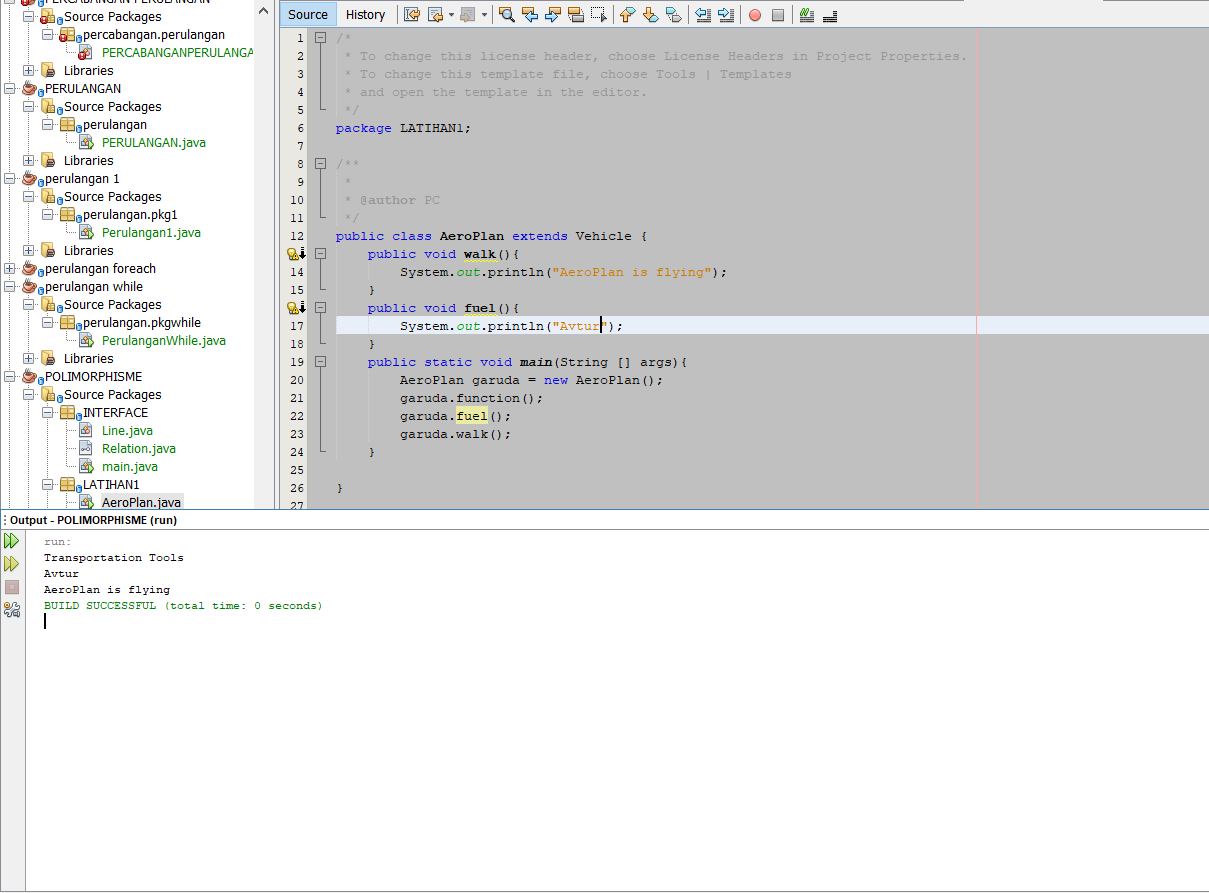 PERCABANGAN PERULANGAN
Source Packages
percabangan.perulangan
PERCABANGANPERULANGA
Libraries
PERULANGAN
Source Packages
perulangan
PERULANGAN.java
Libraries
perulangan 1
Source Packages
perulangan.pkg1
Perulangan1.java
Libraries
perulangan foreach
perulangan while
Source Packages
perulangan.pkgwhile
PerulanganWhile.java
Libraries
POLIMORPHISME
Source Packages
INTERFACE
Line.java
Relation.java
main.java
LATIHAN1
AeroPlan.java
Source History
1 /*
2 * To change this license header, choose License Headers in Project Properties.
3 * To change this template file, choose Tools | Templates
4 * and open the template in the editor.
5 */
6 package LATIHAN1;
7
8 /**
9 *
10 * @author PC
11 */
12 public class AeroPlan extends Vehicle {
public void walk(){
14 System.out.println("AeroPlan is flying");
15 }
public void fuel(){
17 System.out.println("Avtur");
18 }
19 public static void main(String [] args){
20 AeroPlan garuda = new AeroPlan();
21 garuda.function();
22 garuda.fuel();
23 garuda.walk();
24 }
25
26 }
27
Output - POLIMORPHISME (run)
run:
Transportation Tools
Avtur
AeroPlan is flying
BUILD SUCCESSFUL (total time: 0 seconds)